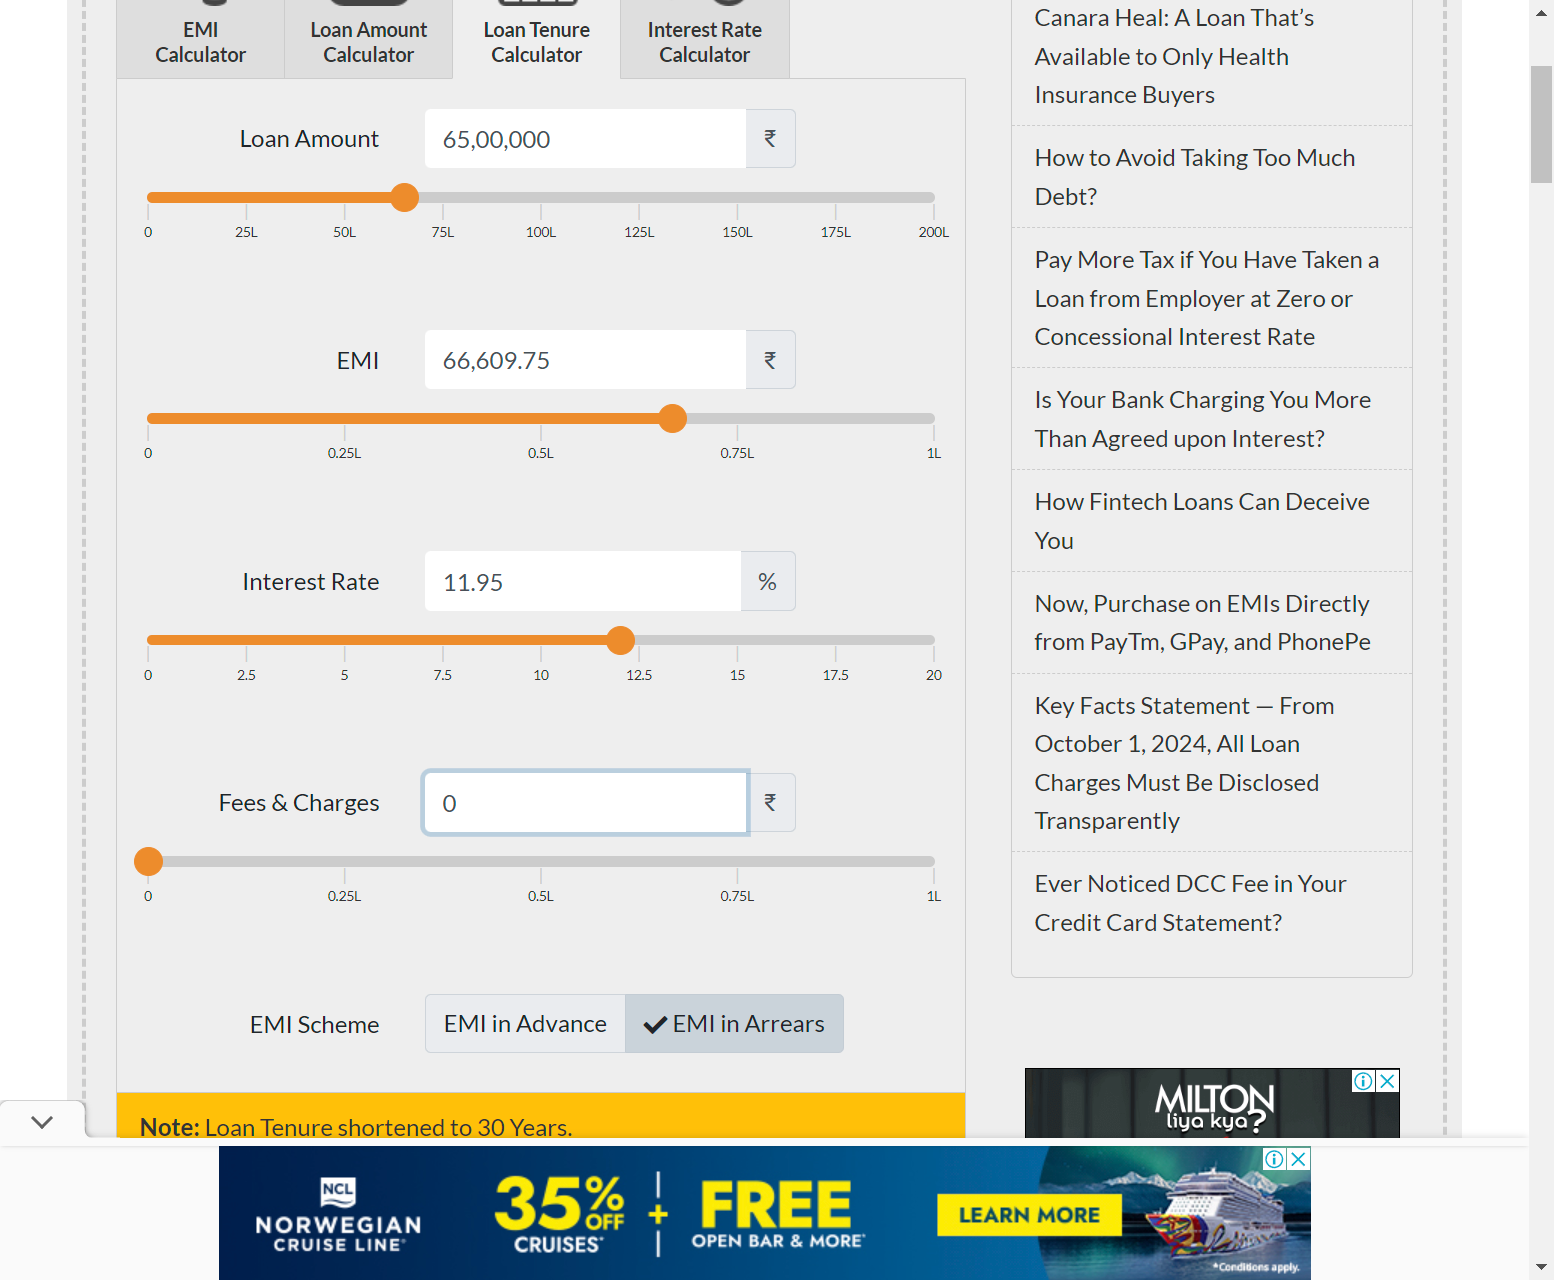 EMI
Calculator
Loan Amount
Calculator
Loan Tenure
Calculator
Interest Rate
Calculator
Loan Amount
65,00,000
₹
0 25L 50L 75L 100L 125L 150L 175L 200L
EMI
66,609.75
₹
0 0.25L 0.5L 0.75L 1L
Interest Rate
11.95
%
0 2.5 5 7.5 10 12.5 15 17.5 20
Fees & Charges
0
₹
0 0.25L 0.5L 0.75L 1L
EMI Scheme
EMI in Advance
EMI in Arrears
Note: Loan Tenure shortened to 30 Years.
Canara Heal: A Loan That’s
Available to Only Health
Insurance Buyers
How to Avoid Taking Too Much
Debt?
Pay More Tax if You Have Taken a
Loan from Employer at Zero or
Concessional Interest Rate
Is Your Bank Charging You More
Than Agreed upon Interest?
How Fintech Loans Can Deceive
You
Now, Purchase on EMIs Directly
from PayTm, GPay, and PhonePe
Key Facts Statement — From
October 1, 2024, All Loan
Charges Must Be Disclosed
Transparently
Ever Noticed DCC Fee in Your
Credit Card Statement?
MILTON
liya kya?
NCL
NORWEGIAN
CRUISE LINE®
35% OFF
CRUISES*
+
FREE
OPEN BAR & MORE*
LEARN MORE
*Conditions apply.